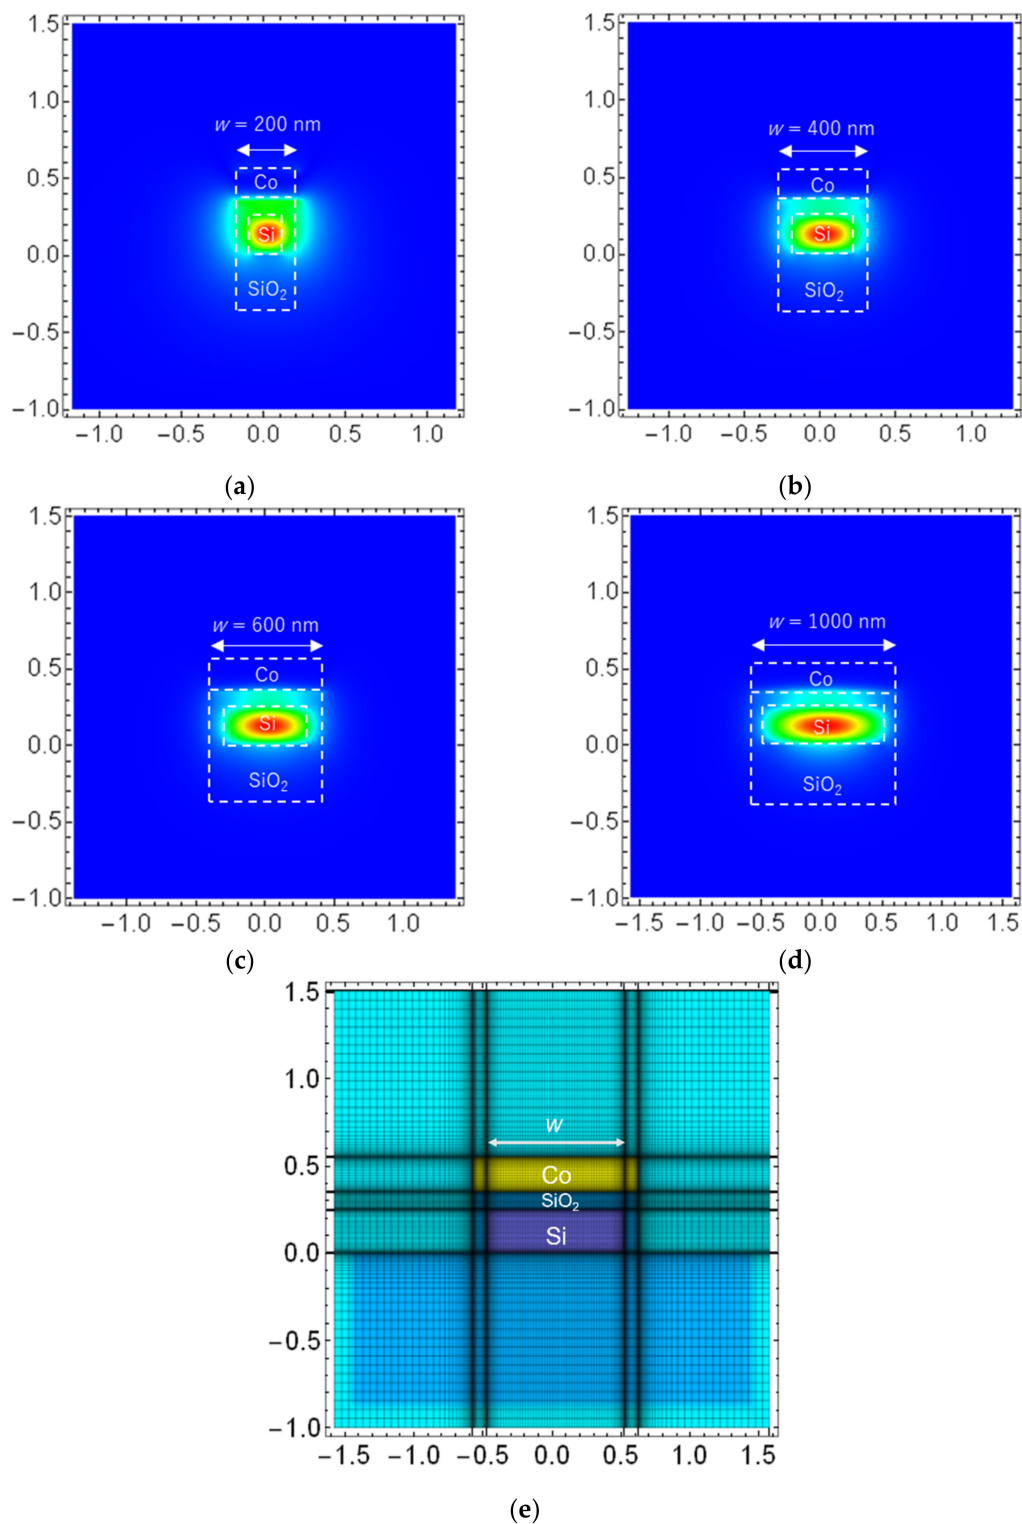 1.5
1.0
0.5
0.0
−0.5
−1.0
−1.0 −0.5 0.0 0.5 1.0
w = 200 nm
Co
Si
SiO2
(a)
1.5
1.0
0.5
0.0
−0.5
−1.0
−1.0 −0.5 0.0 0.5 1.0
w = 400 nm
Co
Si
SiO2
(b)
1.5
1.0
0.5
0.0
−0.5
−1.0
−1.0 −0.5 0.0 0.5 1.0
w = 600 nm
Co
Si
SiO2
(c)
1.5
1.0
0.5
0.0
−0.5
−1.0
−1.5 −1.0 −0.5 0.0 0.5 1.0 1.5
w = 1000 nm
Co
Si
SiO2
(d)
1.5
1.0
0.5
0.0
−0.5
−1.0
−1.5 −1.0 −0.5 0.0 0.5 1.0 1.5
w
Co
SiO2
Si
(e)